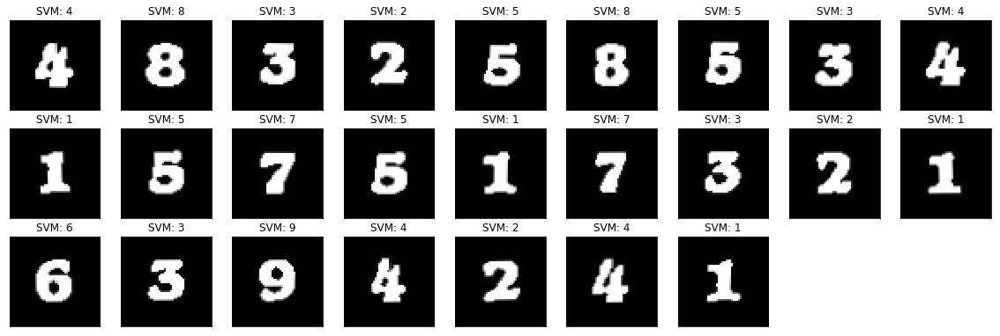 SVM: 4 SVM: 8 SVM: 3 SVM: 2 SVM: 5 SVM: 8 SVM: 5 SVM: 3 SVM: 4
4 8 3 2 5 8 5 3 4
SVM: 1 SVM: 5 SVM: 7 SVM: 5 SVM: 1 SVM: 7 SVM: 3 SVM: 2 SVM: 1
1 5 7 5 1 7 3 2 1
SVM: 6 SVM: 3 SVM: 9 SVM: 4 SVM: 2 SVM: 4 SVM: 1
6 3 9 4 2 4 1